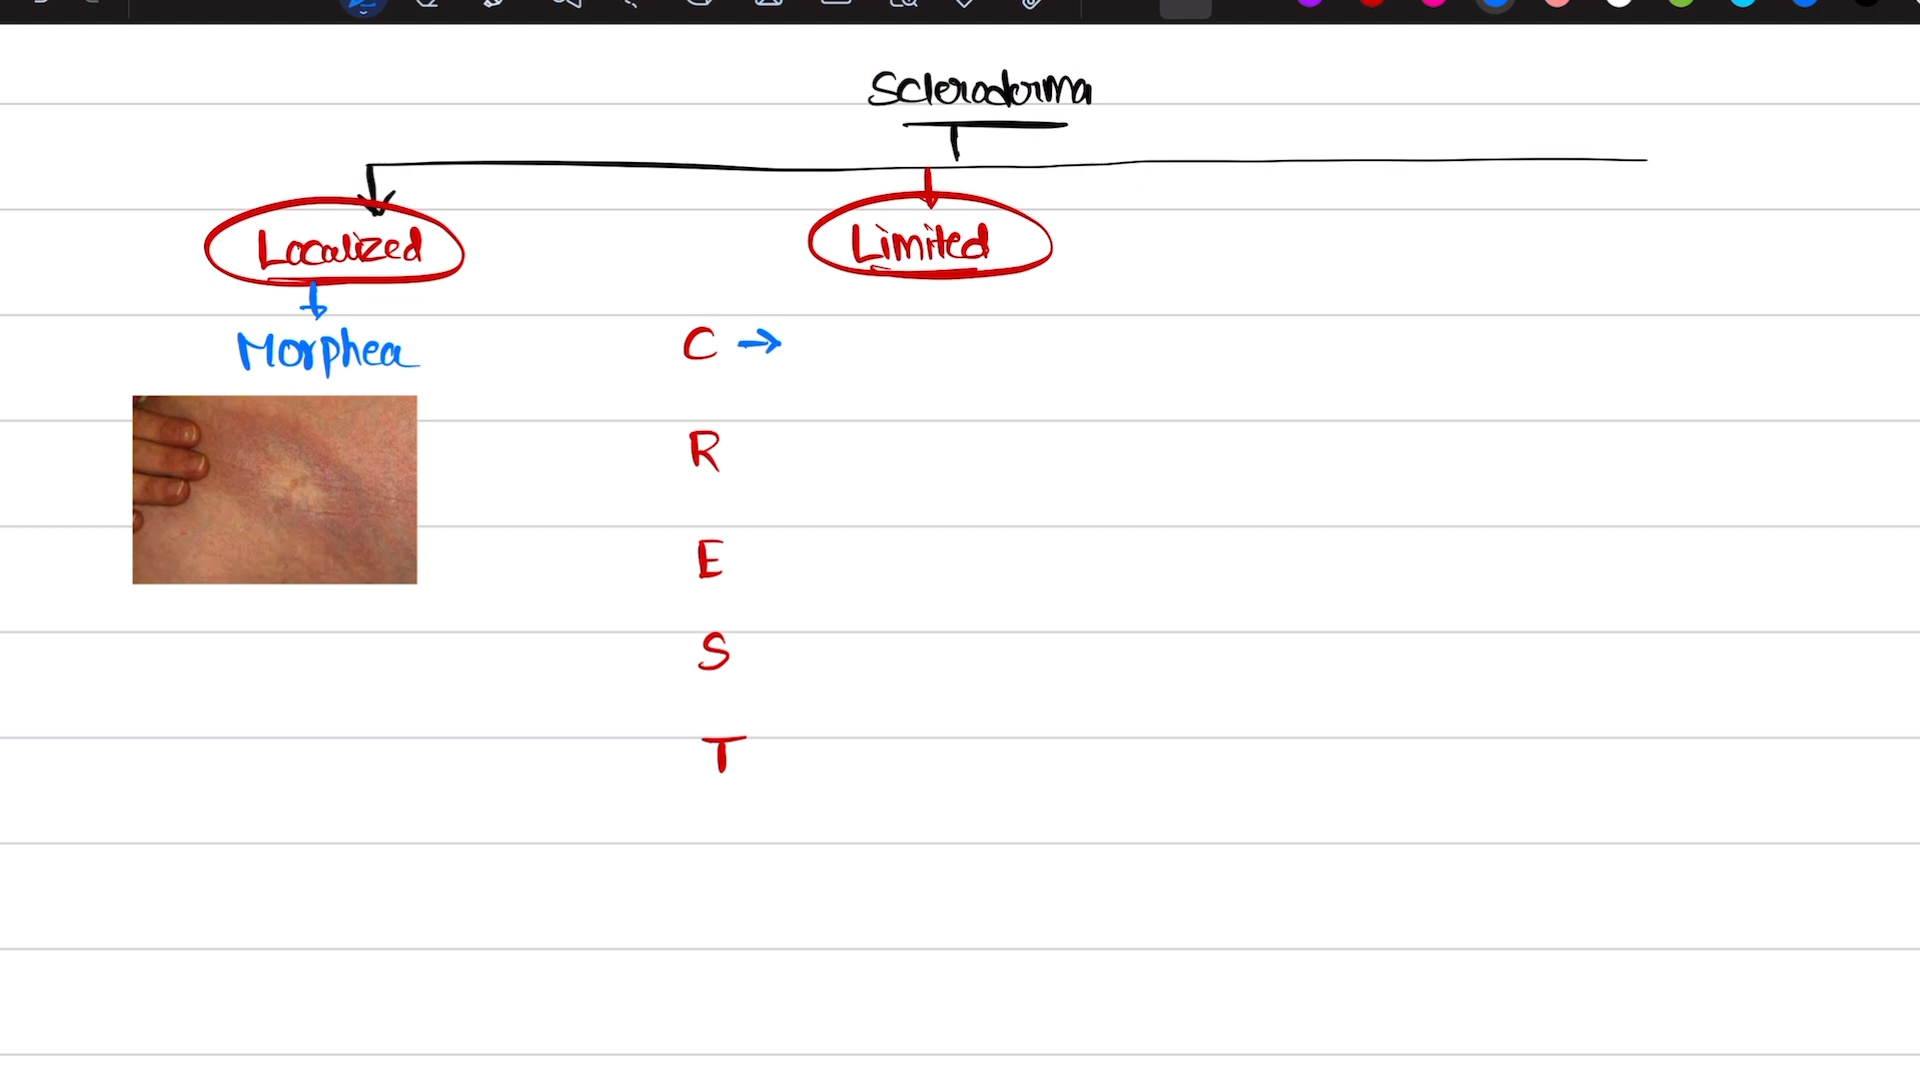 Scleroderma
Localized
Limited
Morphea
C →
R
E
S
T